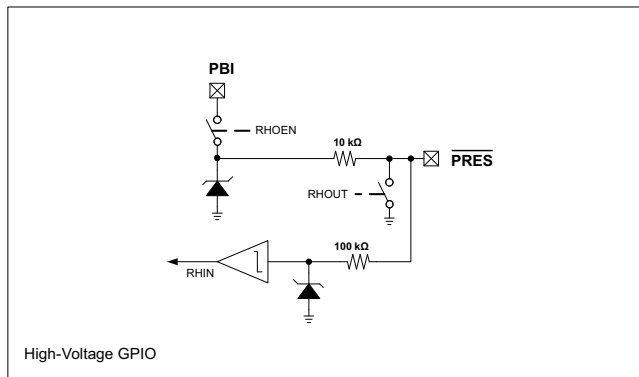 PBI
RHOEN
10 kΩ
PRES
RHOUT
100 kΩ
RHIN
High-Voltage GPIO